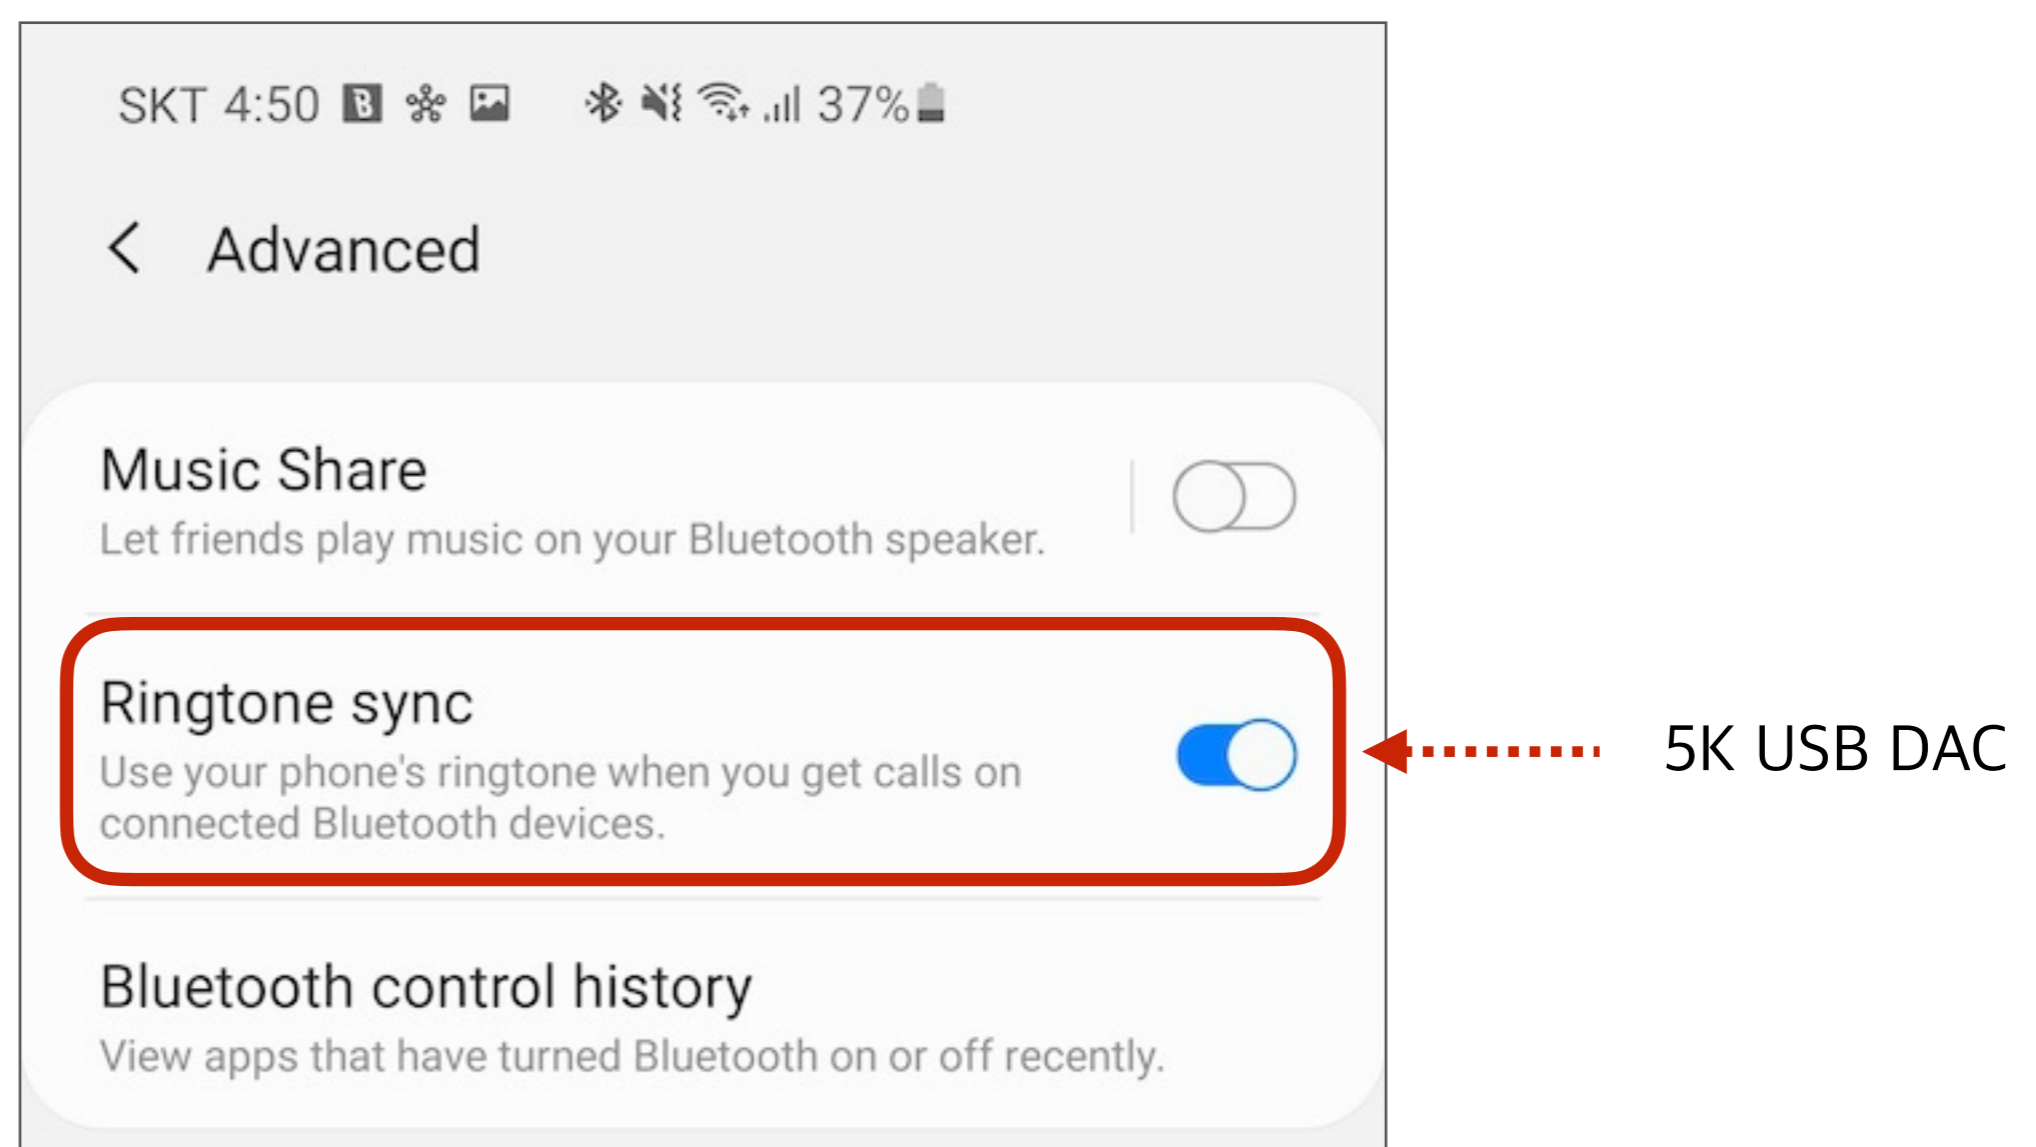 SKT 4:50 B 37%
Advanced
Music Share
Let friends play music on your Bluetooth speaker.
Ringtone sync
Use your phone's ringtone when you get calls on
connected Bluetooth devices.
5K USB DAC
Bluetooth control history
View apps that have turned Bluetooth on or off recently.